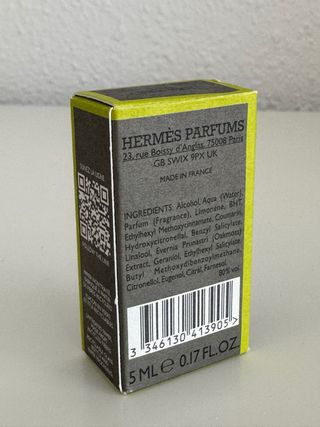 HERMÈS PARFUMS
23, rue Boissy d'Anglas, 75008 Paris
GB SWIX 9PX UK
MADE IN FRANCE
INGREDIENTS: Alcohol, Aqua (Water),
Parfum (Fragrance), Limonene, BHT,
Ethylhexyl Methoxycinnamate, Coumarin,
Hydroxycitronellal, Benzyl Salicylate,
Linalool, Evernia Prunastri (Oakmoss)
Extract, Geraniol, Ethylhexyl Salicylate,
Butyl Methoxydibenzoylmethane,
Citronellol, Eugenol, Citral, Farnesol.
80% vol.
3 346130 413905>
5 ML e 0.17 FL.OZ.